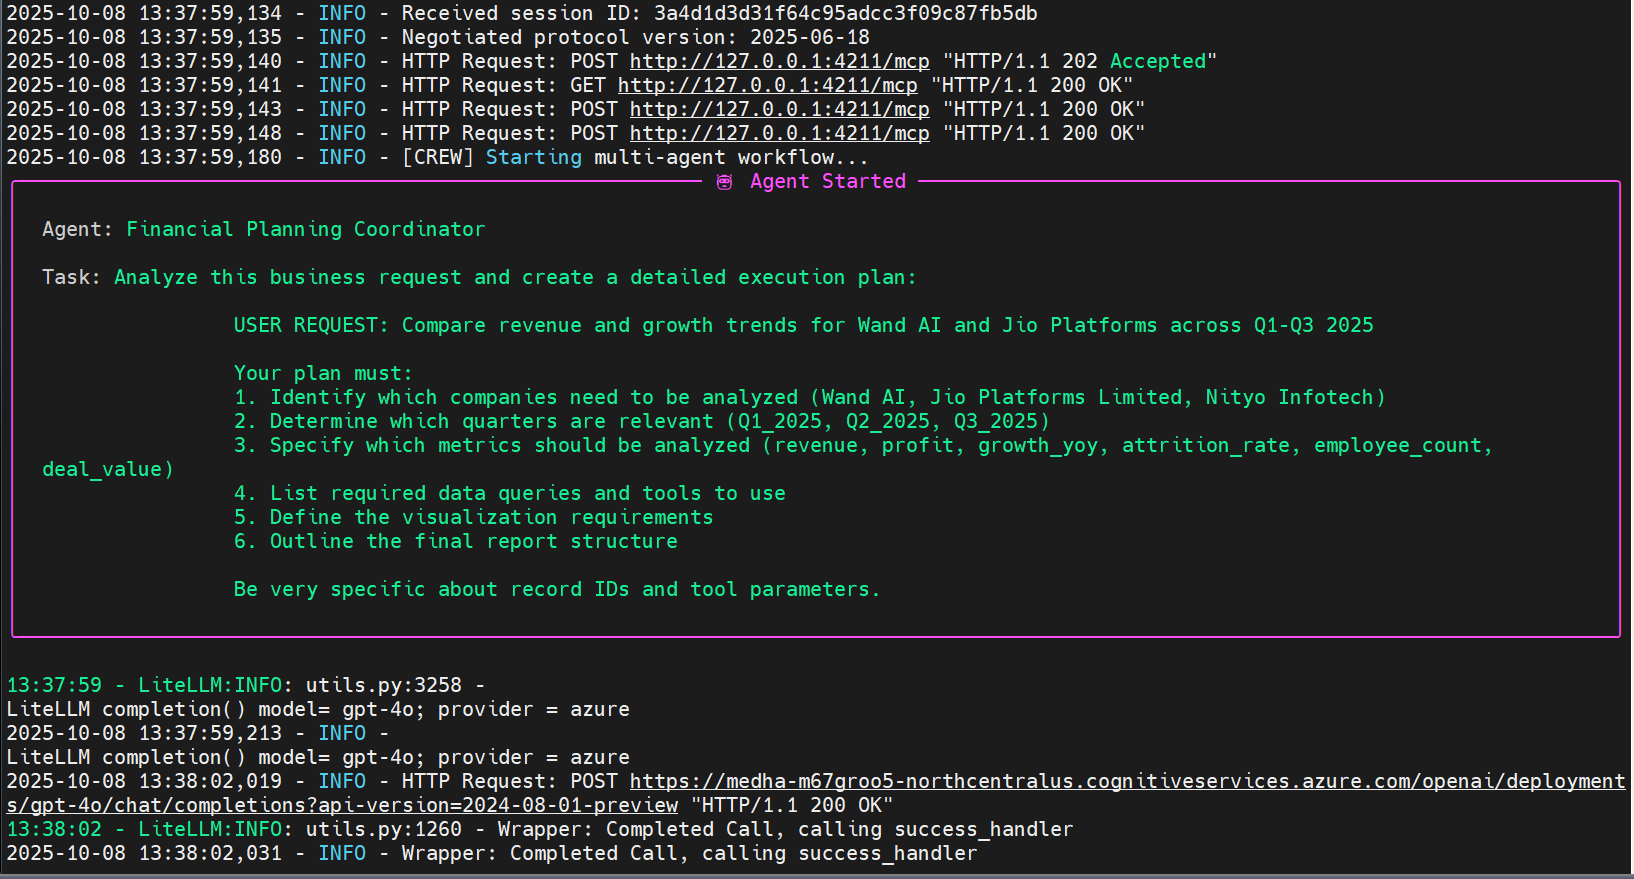 2025-10-08 13:37:59,134 - INFO - Received session ID: 3a4d1d3d31f64c95adcc3f09c87fb5db
2025-10-08 13:37:59,135 - INFO - Negotiated protocol version: 2025-06-18
2025-10-08 13:37:59,140 - INFO - HTTP Request: POST http://127.0.0.1:4211/mcp "HTTP/1.1 202 Accepted"
2025-10-08 13:37:59,141 - INFO - HTTP Request: GET http://127.0.0.1:4211/mcp "HTTP/1.1 200 OK"
2025-10-08 13:37:59,143 - INFO - HTTP Request: POST http://127.0.0.1:4211/mcp "HTTP/1.1 200 OK"
2025-10-08 13:37:59,148 - INFO - HTTP Request: POST http://127.0.0.1:4211/mcp "HTTP/1.1 200 OK"
2025-10-08 13:37:59,180 - INFO - [CREW] Starting multi-agent workflow...
Agent Started
Agent: Financial Planning Coordinator
Task: Analyze this business request and create a detailed execution plan:
USER REQUEST: Compare revenue and growth trends for Wand AI and Jio Platforms across Q1-Q3 2025
Your plan must:
1. Identify which companies need to be analyzed (Wand AI, Jio Platforms Limited, Nityo Infotech)
2. Determine which quarters are relevant (Q1_2025, Q2_2025, Q3_2025)
3. Specify which metrics should be analyzed (revenue, profit, growth_yoy, attrition_rate, employee_count,
deal_value)
4. List required data queries and tools to use
5. Define the visualization requirements
6. Outline the final report structure
Be very specific about record IDs and tool parameters.
13:37:59 - LiteLLM:INFO: utils.py:3258 -
LiteLLM completion() model= gpt-4o; provider = azure
2025-10-08 13:37:59,213 - INFO -
LiteLLM completion() model= gpt-4o; provider = azure
2025-10-08 13:38:02,019 - INFO - HTTP Request: POST https://medha-m67groo5-northcentralus.cognitiveservices.azure.com/openai/deployment
s/gpt-4o/chat/completions?api-version=2024-08-01-preview "HTTP/1.1 200 OK"
13:38:02 - LiteLLM:INFO: utils.py:1260 - Wrapper: Completed Call, calling success_handler
2025-10-08 13:38:02,031 - INFO - Wrapper: Completed Call, calling success_handler